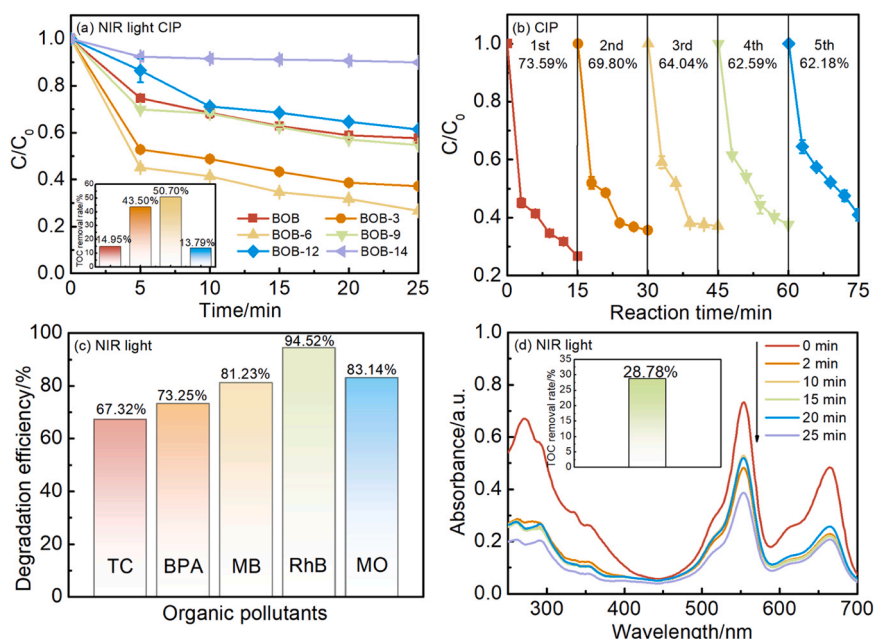 (a) NIR light CIP
C/C0
1.0
0.8
0.6
0.4
0.2
0.0
0
5
10
15
20
25
Time/min
TOC removal rate/%
60
50
40
30
20
10
0
14.95%
43.50%
50.70%
13.79%
BOB
BOB-3
BOB-6
BOB-9
BOB-12
BOB-14
(b) CIP
C/C0
1.0
0.8
0.6
0.4
0.2
1st
73.59%
2nd
69.80%
3rd
64.04%
4th
62.59%
5th
62.18%
0
15
30
45
60
75
Reaction time/min
(c) NIR light
Degradation efficiency/%
100
80
60
40
20
0
67.32%
73.25%
81.23%
94.52%
83.14%
TC
BPA
MB
RhB
MO
Organic pollutants
(d) NIR light
Absorbance/a.u.
1.0
0.8
0.6
0.4
0.2
0.0
TOC removal rate/%
35
30
25
20
15
10
5
0
28.78%
0 min
2 min
10 min
15 min
20 min
25 min
300
400
500
600
700
Wavelength/nm